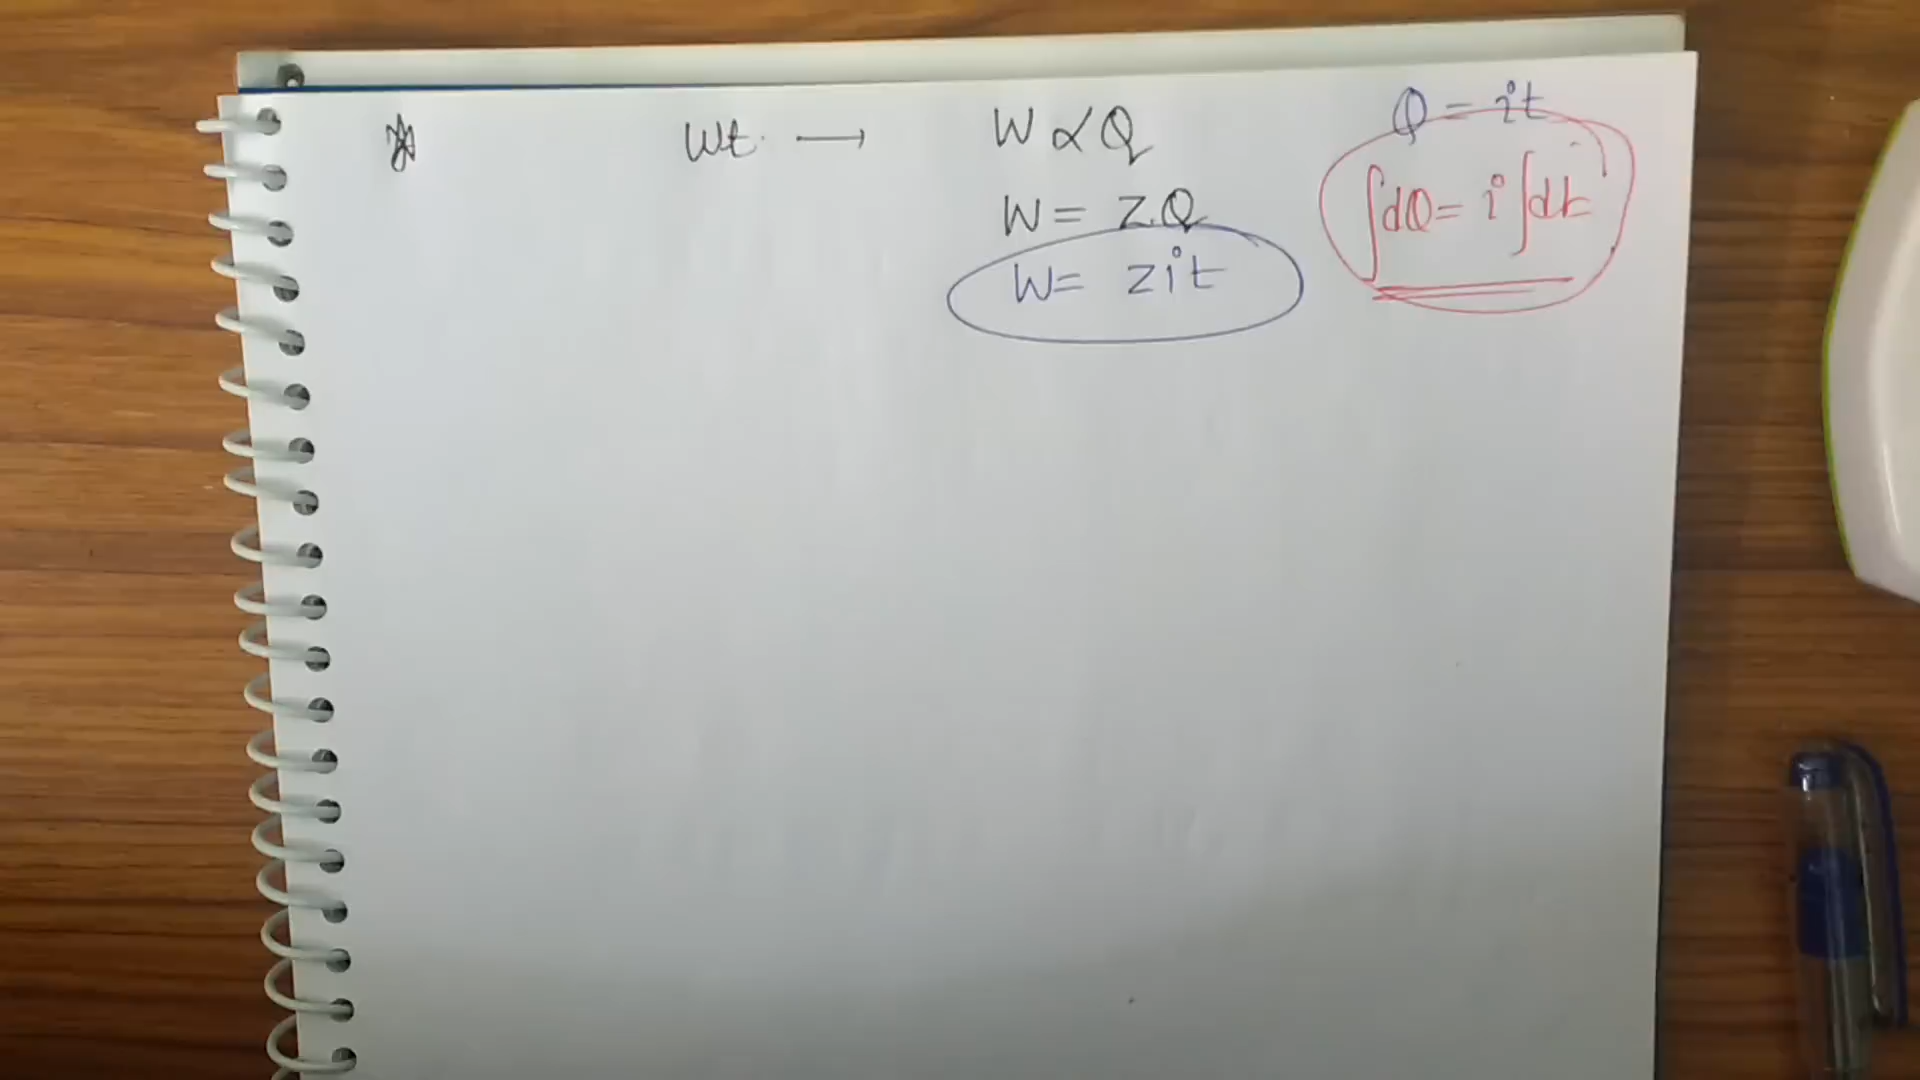 Wt. → W ∝ Q
Q = it
W = Z.Q
∫dQ = i ∫dt
W = Zit